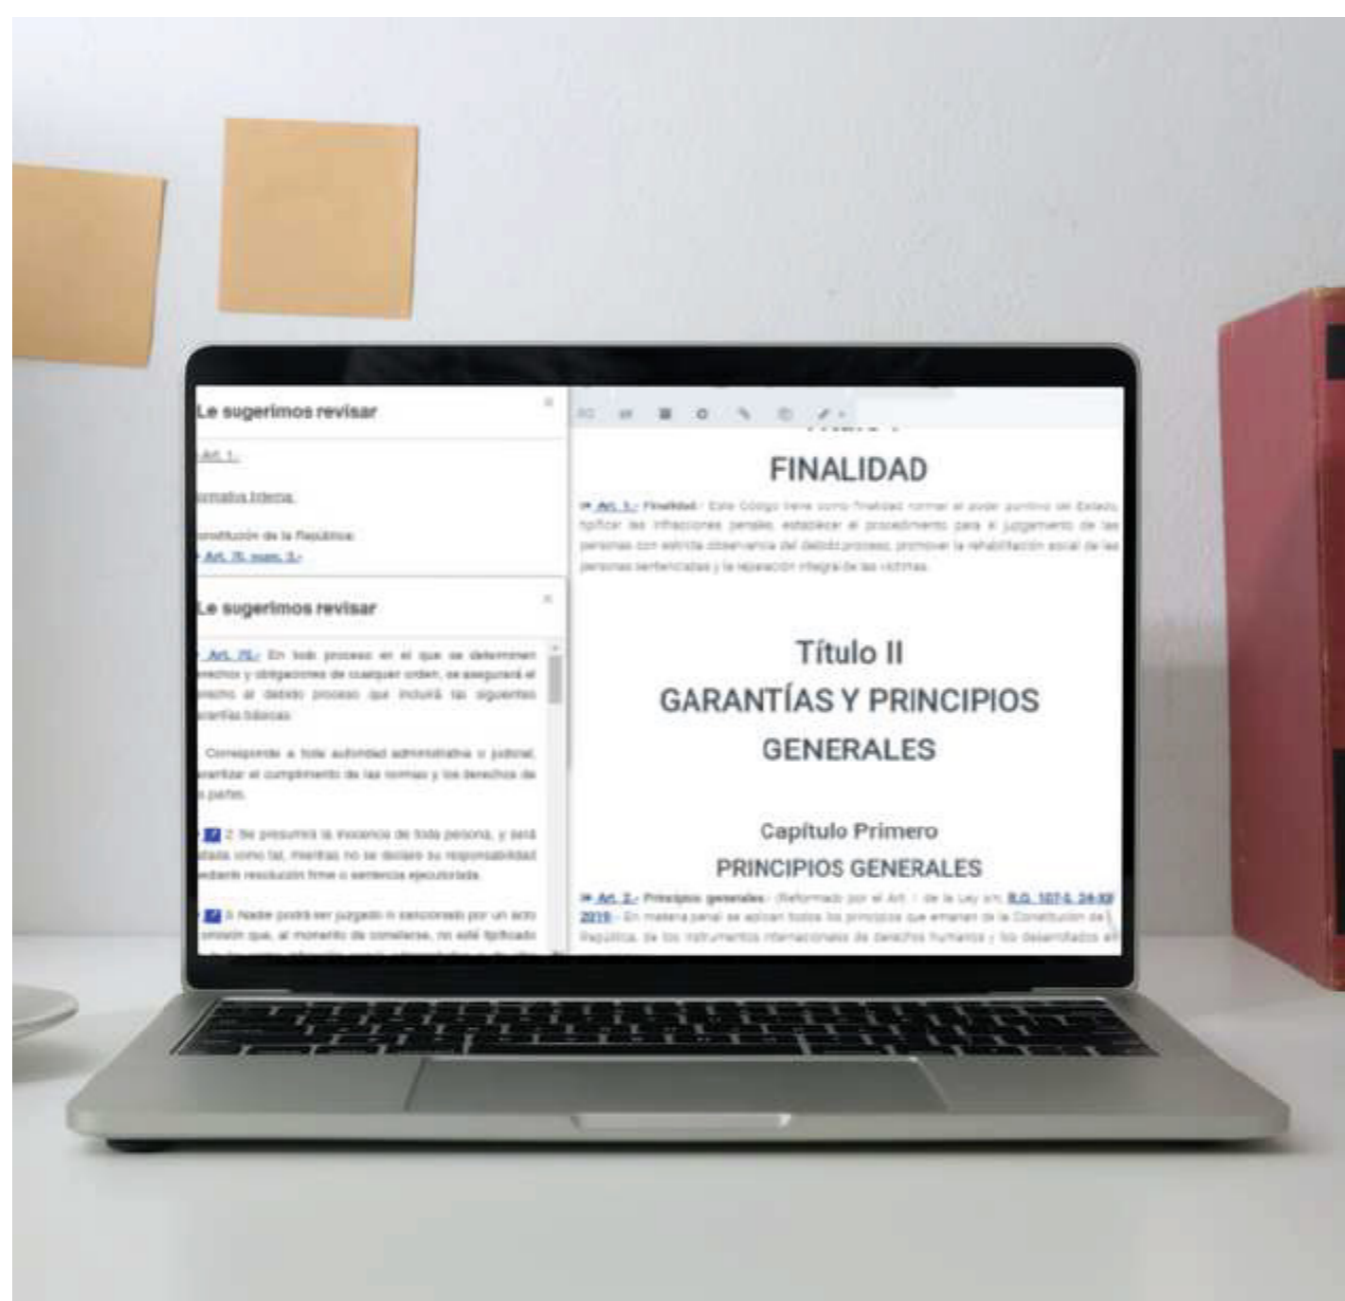 Le sugerimos revisar
Art. 1.-
Interna.
onstitución de la República:
Art. 76, num. 3.-
Le sugerimos revisar
Art. 76.- En todo proceso en el que se determinen
erechos y obligaciones de cualquier orden, se asegurará el
erecho al debido proceso que incluirá las siguientes
arantías básicas:
Corresponde a toda autoridad administrativa o judicial,
arantizar el cumplimiento de las normas y los derechos de
s partes.
2. Se presumirá la inocencia de toda persona, y será
atada como tal, mientras no se declare su responsabilidad
ediante resolución firme o sentencia ejecutoriada.
3. Nadie podrá ser juzgado ni sancionado por un acto
omisión que, al momento de cometerse, no esté tipificado
FINALIDAD
Art. 1.- Finalidad.- Este Código tiene como finalidad normar el poder punitivo del Estado,
tipificar las infracciones penales, establecer el procedimiento para el juzgamiento de las
personas con estricta observancia del debido proceso, promover la rehabilitación social de las
personas sentenciadas y la reparación integral de las víctimas.
Título II
GARANTÍAS Y PRINCIPIOS
GENERALES
Capítulo Primero
PRINCIPIOS GENERALES
Art. 2.- Principios generales.- (Reformado por el Art. 1 de la Ley s/n, R.O. 107-S, 24-XII-
2019).- En materia penal se aplican todos los principios que emanan de la Constitución de la
República, de los instrumentos internacionales de derechos humanos y los desarrollados en